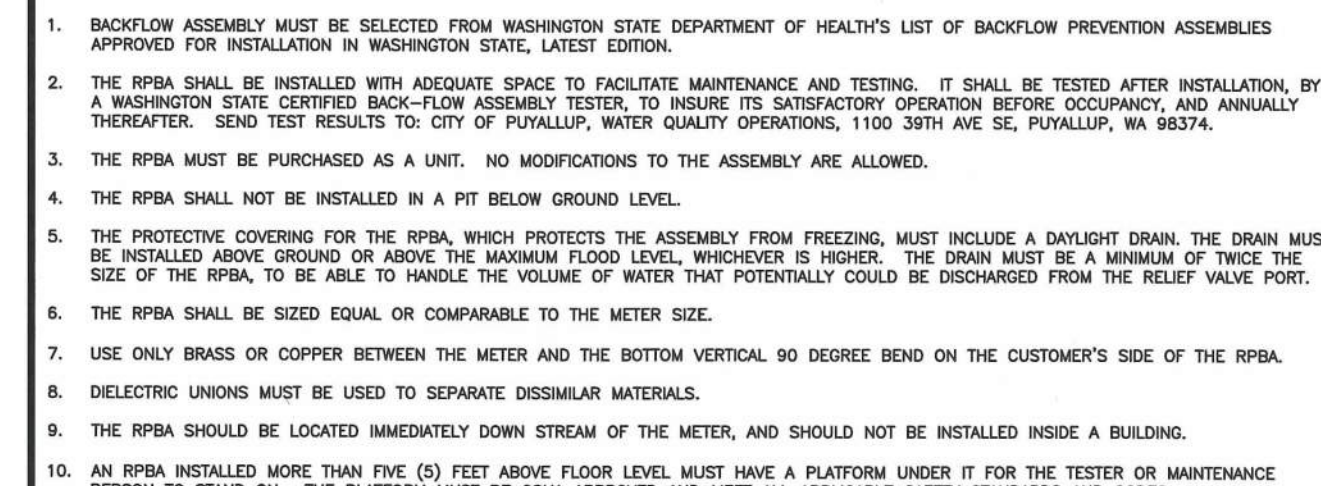 1. BACKFLOW ASSEMBLY MUST BE SELECTED FROM WASHINGTON STATE DEPARTMENT OF HEALTH'S LIST OF BACKFLOW PREVENTION ASSEMBLIES
APPROVED FOR INSTALLATION IN WASHINGTON STATE, LATEST EDITION.
2. THE RPBA SHALL BE INSTALLED WITH ADEQUATE SPACE TO FACILITATE MAINTENANCE AND TESTING. IT SHALL BE TESTED AFTER INSTALLATION, BY
A WASHINGTON STATE CERTIFIED BACK-FLOW ASSEMBLY TESTER, TO INSURE ITS SATISFACTORY OPERATION BEFORE OCCUPANCY, AND ANNUALLY
THEREAFTER. SEND TEST RESULTS TO: CITY OF PUYALLUP, WATER QUALITY OPERATIONS, 1100 39TH AVE SE, PUYALLUP, WA 98374.
3. THE RPBA MUST BE PURCHASED AS A UNIT. NO MODIFICATIONS TO THE ASSEMBLY ARE ALLOWED.
4. THE RPBA SHALL NOT BE INSTALLED IN A PIT BELOW GROUND LEVEL.
5. THE PROTECTIVE COVERING FOR THE RPBA, WHICH PROTECTS THE ASSEMBLY FROM FREEZING, MUST INCLUDE A DAYLIGHT DRAIN. THE DRAIN MUS
BE INSTALLED ABOVE GROUND OR ABOVE THE MAXIMUM FLOOD LEVEL, WHICHEVER IS HIGHER. THE DRAIN MUST BE A MINIMUM OF TWICE THE
SIZE OF THE RPBA, TO BE ABLE TO HANDLE THE VOLUME OF WATER THAT POTENTIALLY COULD BE DISCHARGED FROM THE RELIEF VALVE PORT.
6. THE RPBA SHALL BE SIZED EQUAL OR COMPARABLE TO THE METER SIZE.
7. USE ONLY BRASS OR COPPER BETWEEN THE METER AND THE BOTTOM VERTICAL 90 DEGREE BEND ON THE CUSTOMER'S SIDE OF THE RPBA.
8. DIELECTRIC UNIONS MUST BE USED TO SEPARATE DISSIMILAR MATERIALS.
9. THE RPBA SHOULD BE LOCATED IMMEDIATELY DOWN STREAM OF THE METER, AND SHOULD NOT BE INSTALLED INSIDE A BUILDING.
10. AN RPBA INSTALLED MORE THAN FIVE (5) FEET ABOVE FLOOR LEVEL MUST HAVE A PLATFORM UNDER IT FOR THE TESTER OR MAINTENANCE